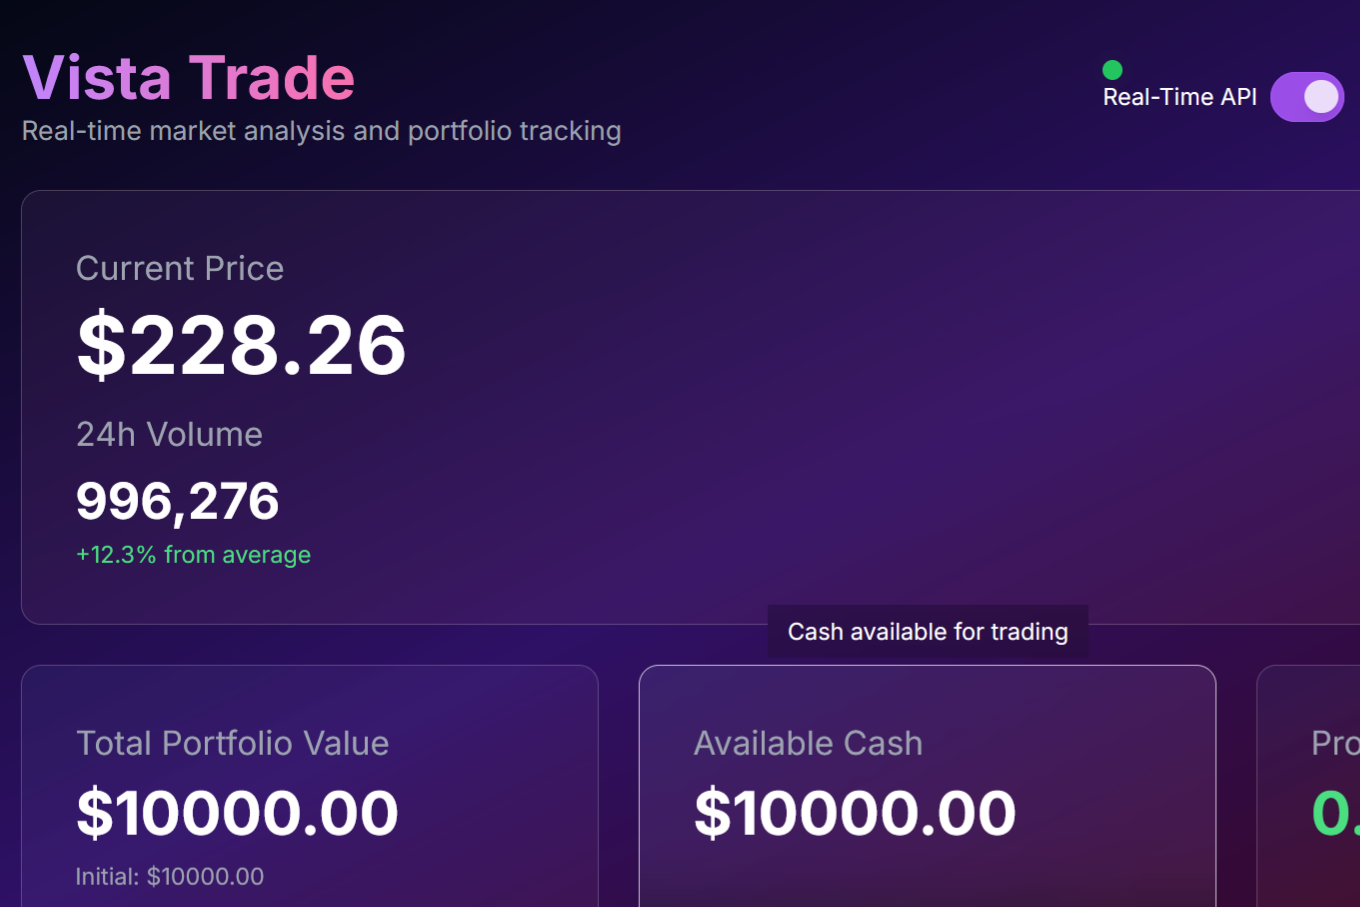 Vista Trade
Real-time market analysis and portfolio tracking
Real-Time API
Current Price
$228.26
24h Volume
996,276
+12.3% from average
Cash available for trading
Total Portfolio Value
$10000.00
Initial: $10000.00
Available Cash
$10000.00